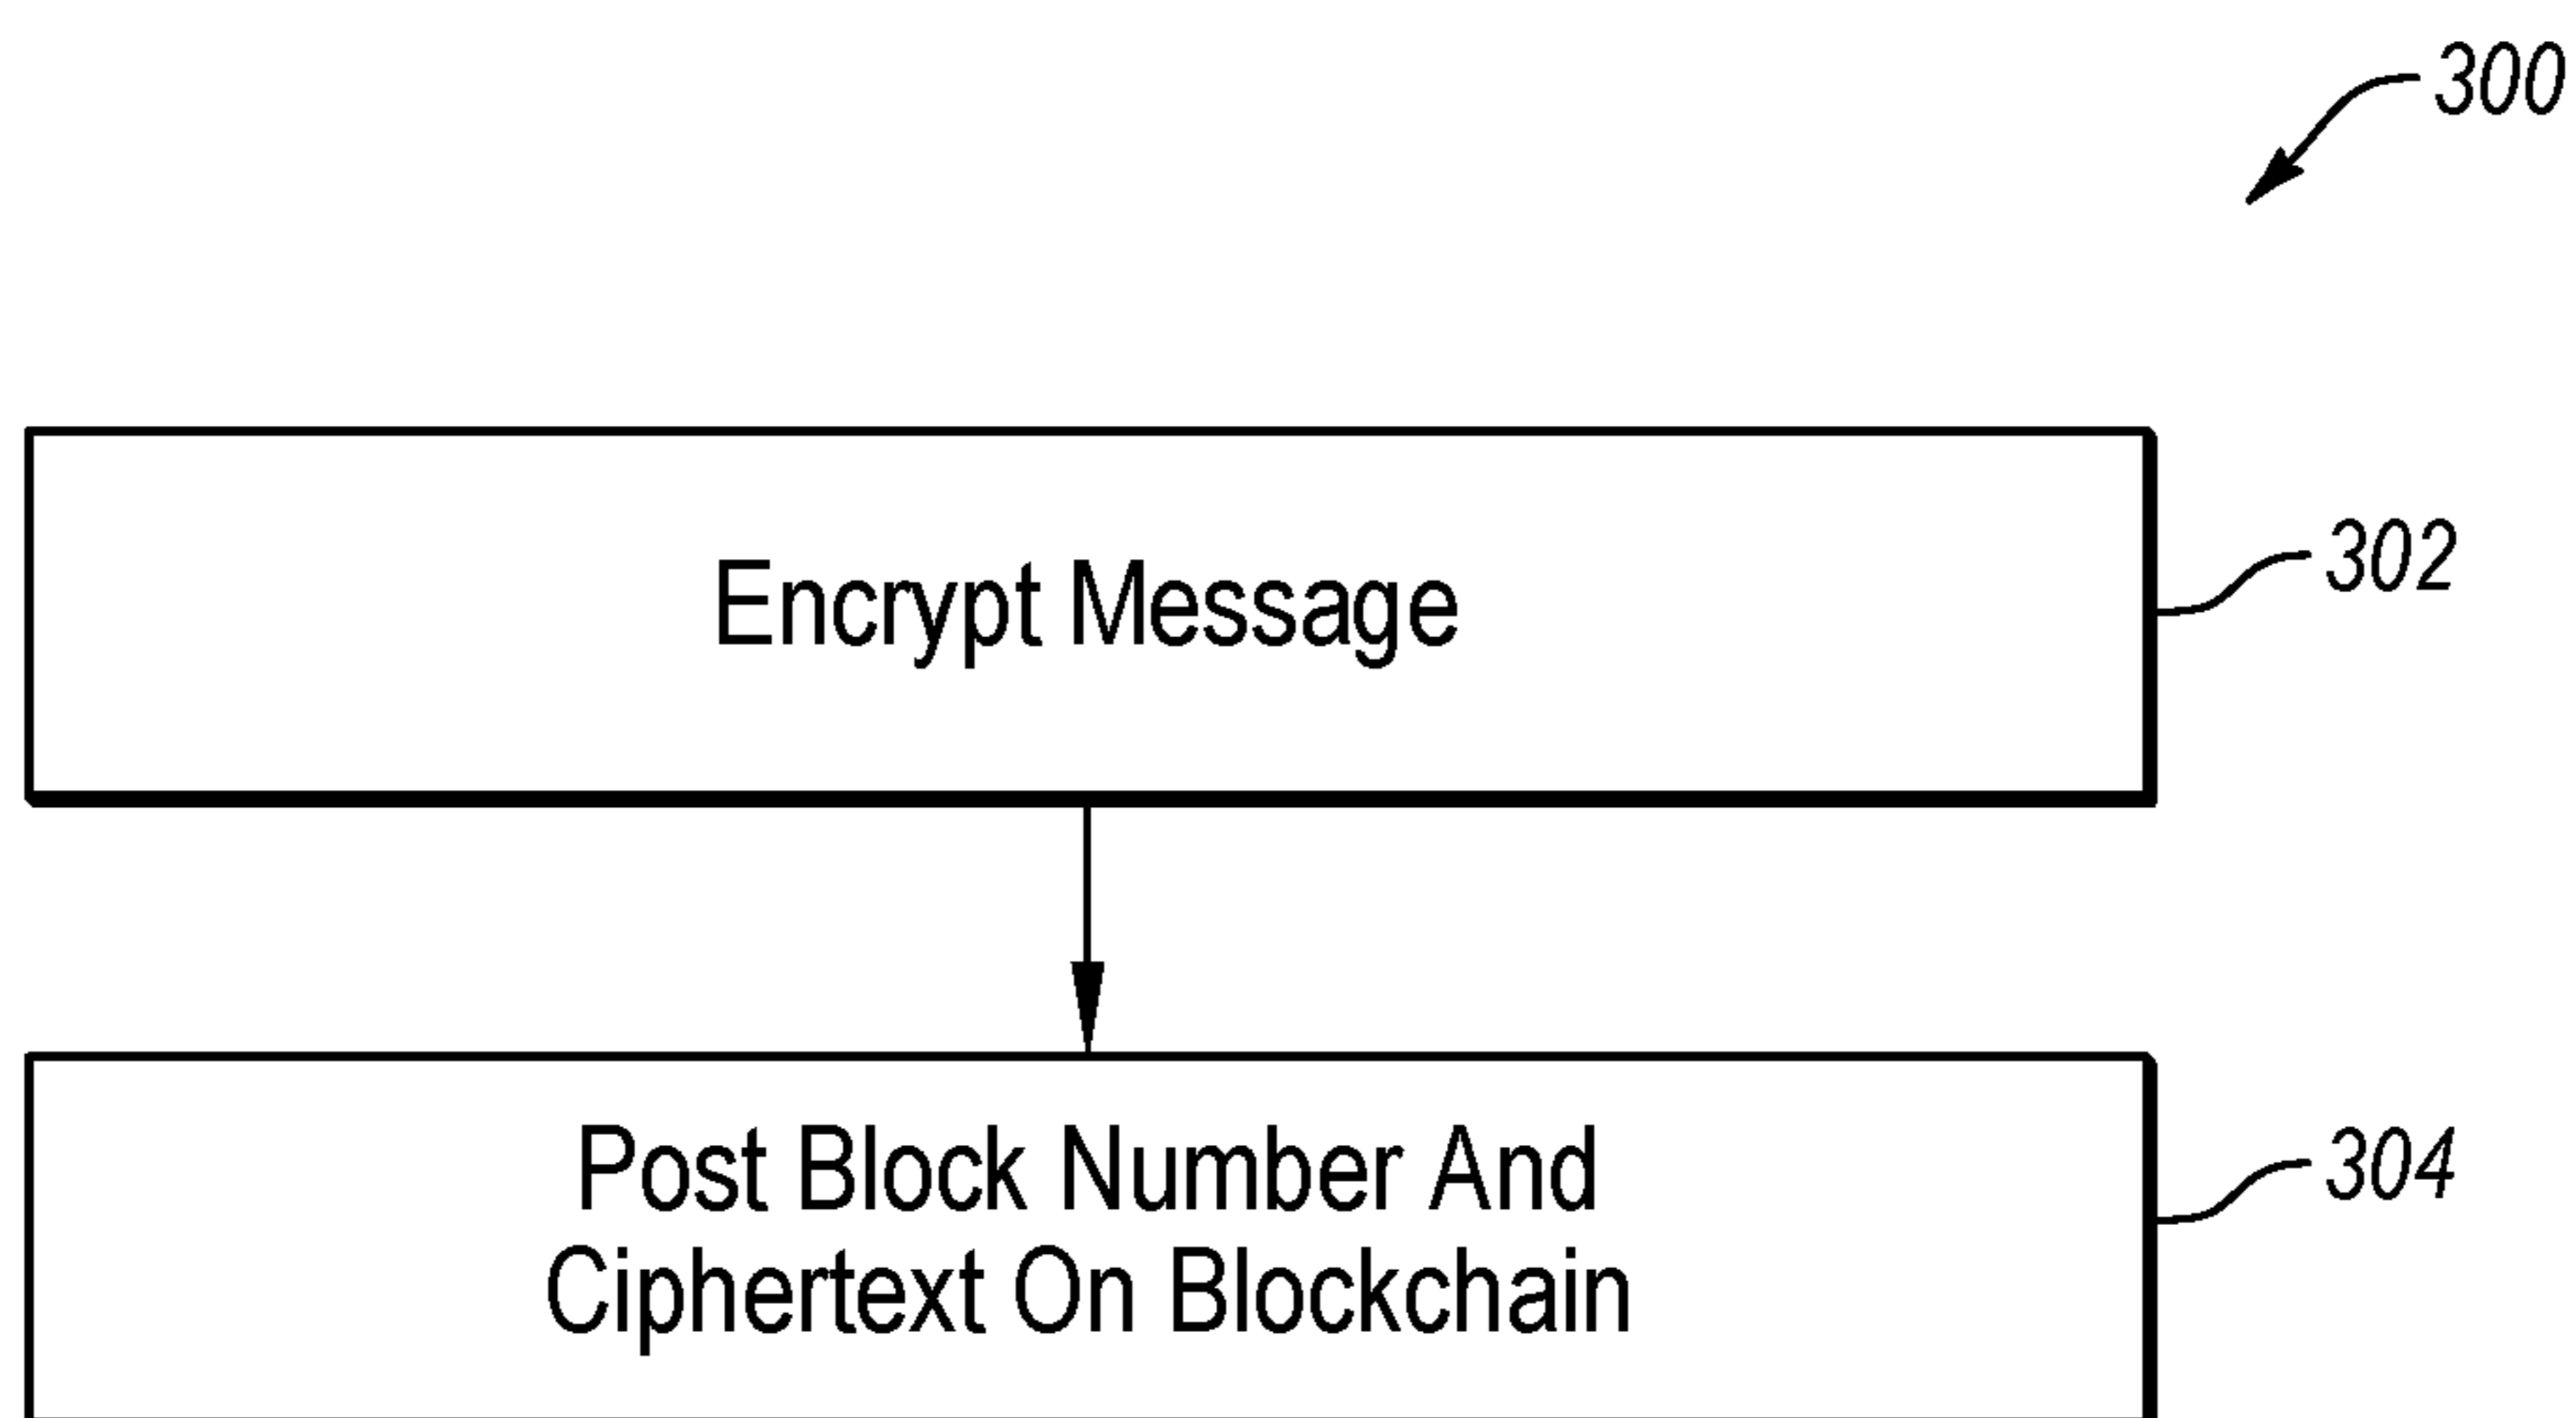 300
Encrypt Message
302
Post Block Number And
Ciphertext On Blockchain
304